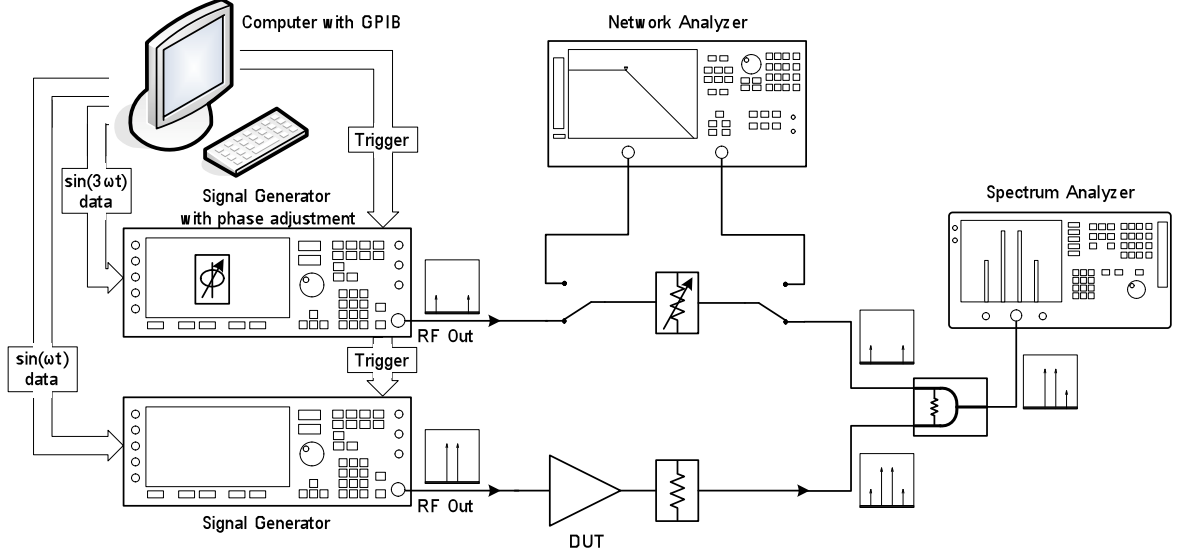 Computer with GPIB
Network Analyzer
Trigger
sin(3ωt)
data
Signal Generator
with phase adjustment
Spectrum Analyzer
RF Out
sin(ωt)
data
Trigger
RF Out
Signal Generator
DUT